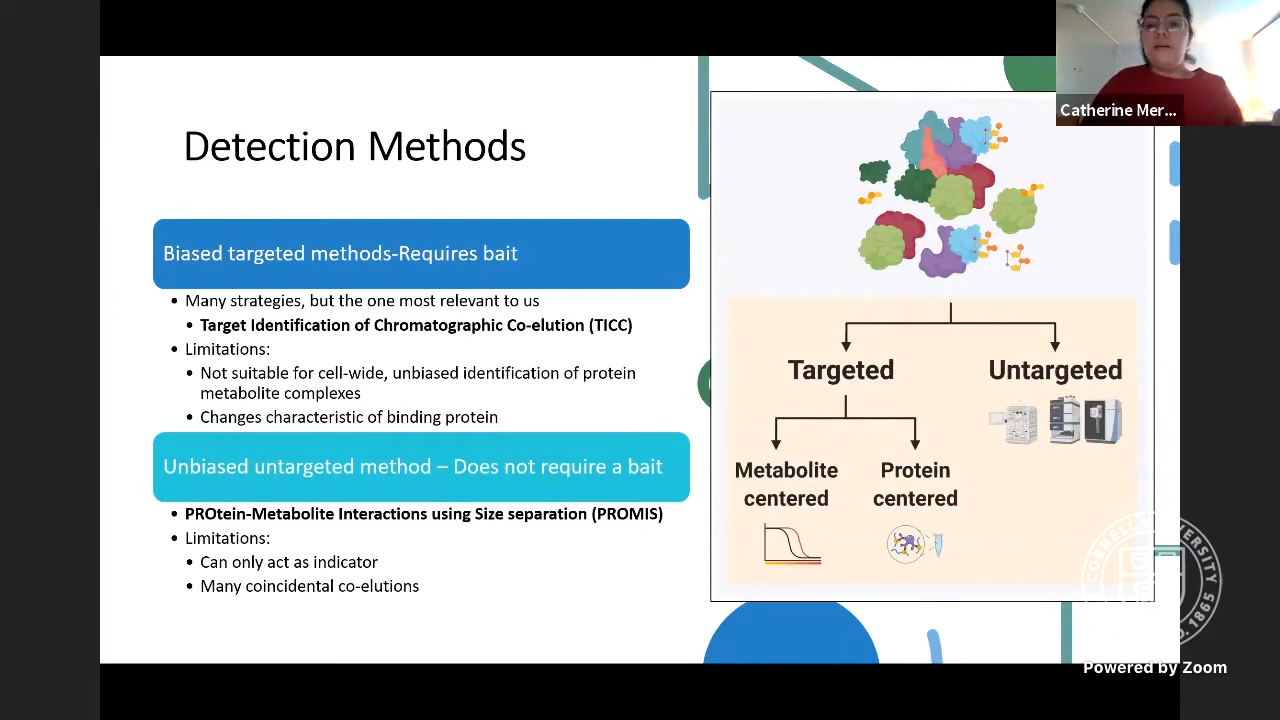 Catherine Mer...
Detection Methods
Biased targeted methods-Requires bait
• Many strategies, but the one most relevant to us
• Target Identification of Chromatographic Co-elution (TICC)
• Limitations:
• Not suitable for cell-wide, unbiased identification of protein
metabolite complexes
• Changes characteristic of binding protein
Unbiased untargeted method – Does not require a bait
• PROtein-Metabolite Interactions using Size separation (PROMIS)
• Limitations:
• Can only act as indicator
• Many coincidental co-elutions
Targeted
Untargeted
Metabolite
centered
Protein
centered
CORNELL UNIVERSITY
. 1865
Powered by Zoom